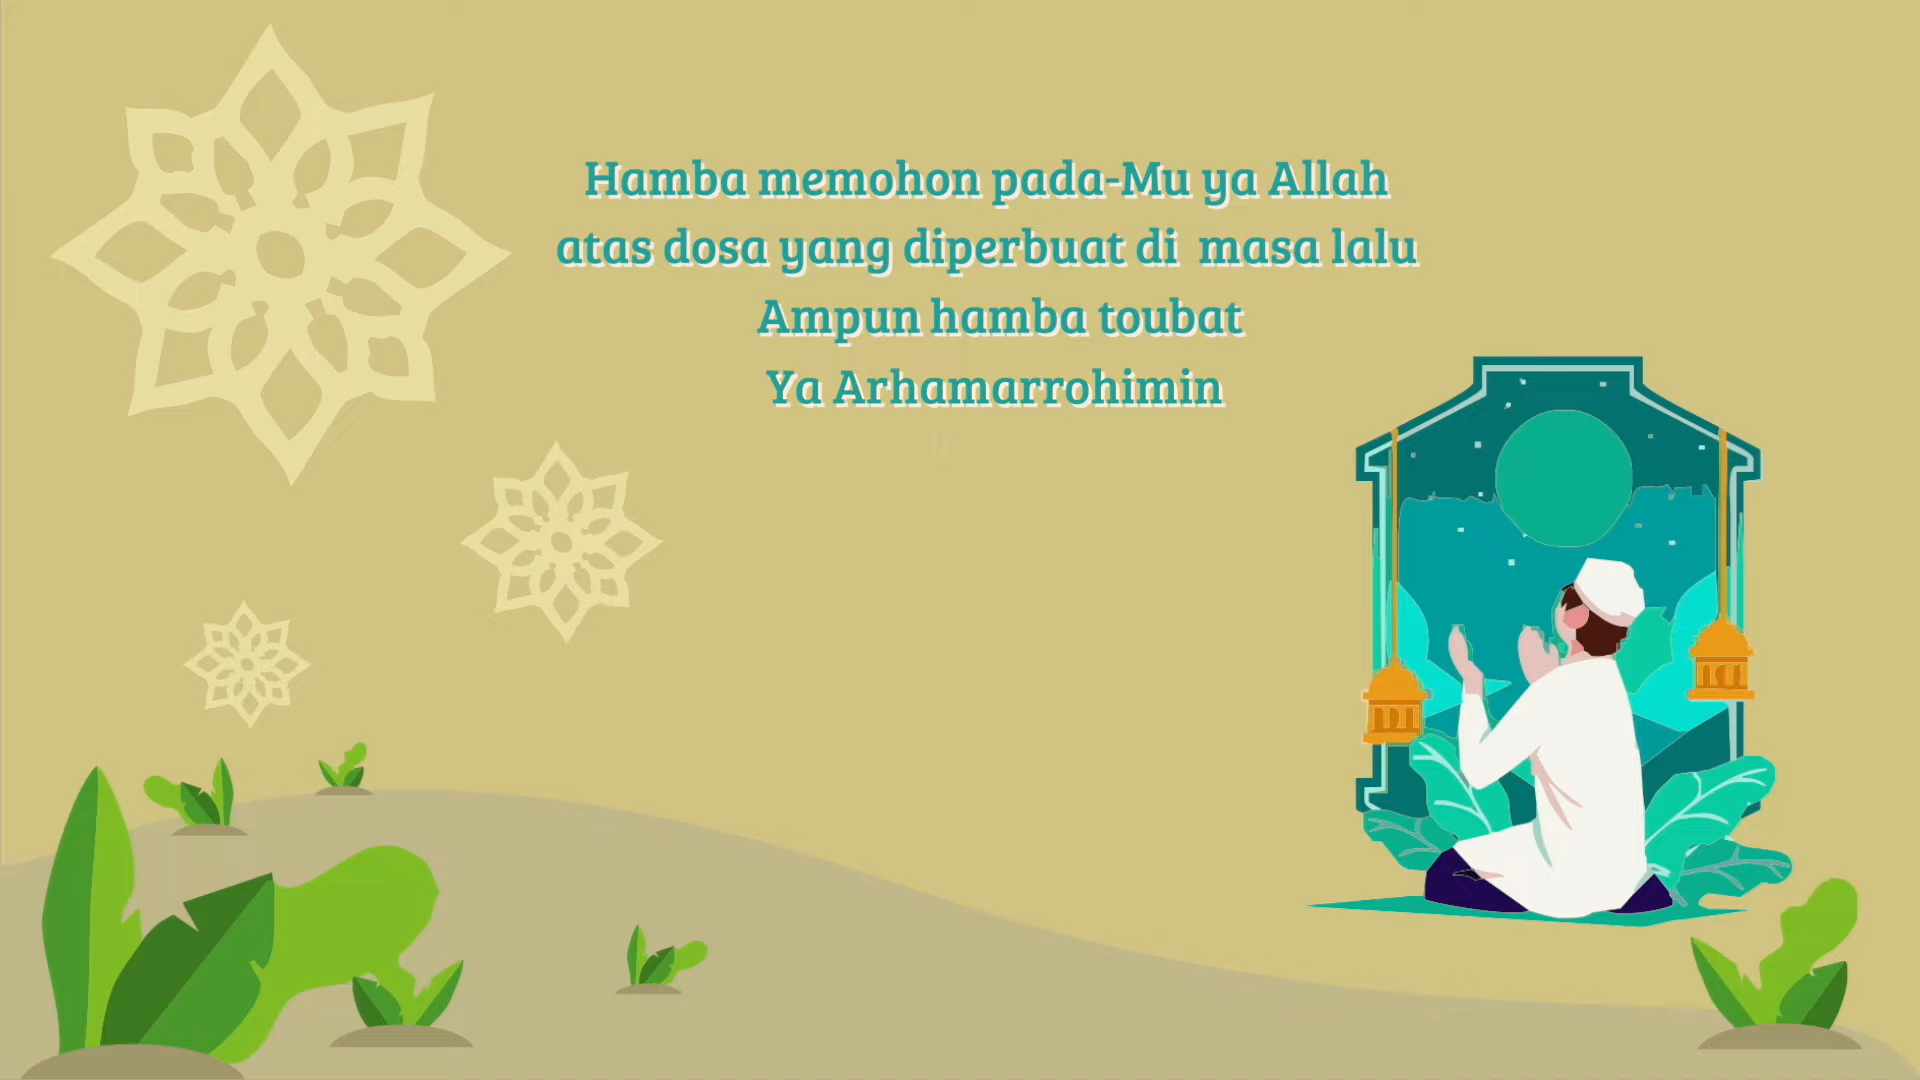 Hamba memohon pada-Mu ya Allah
atas dosa yang diperbuat di masa lalu
Ampun hamba toubat
Ya Arhamarrohimin